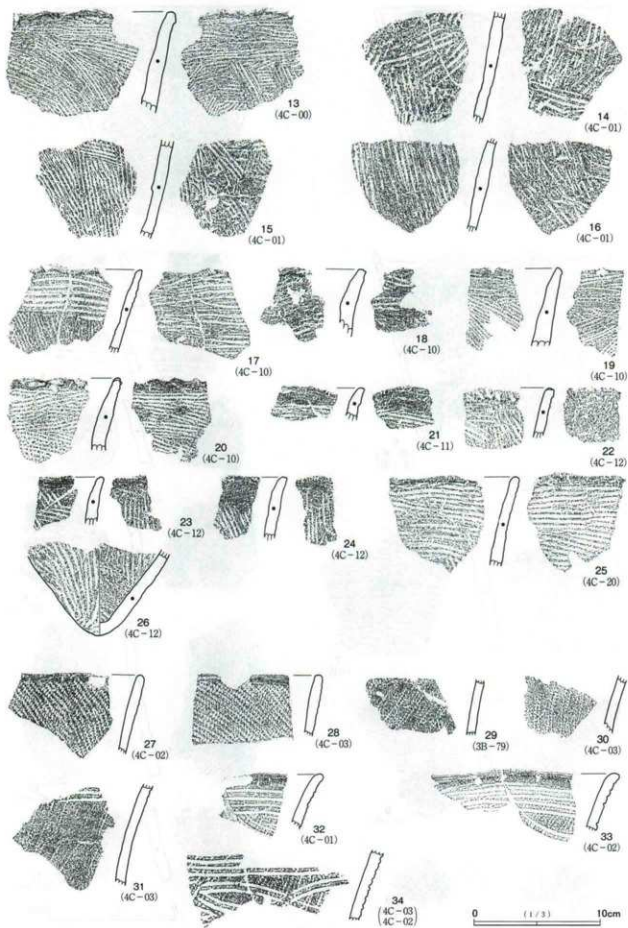 13
(4C-00)
14
(4C-01)
15
(4C-01)
16
(4C-01)
17
(4C-10)
18
(4C-10)
19
(4C-10)
20
(4C-10)
21
(4C-11)
22
(4C-12)
23
(4C-12)
24
(4C-12)
25
(4C-20)
26
(4C-12)
27
(4C-02)
28
(4C-03)
29
(3B-79)
30
(4C-03)
31
(4C-03)
32
(4C-01)
33
(4C-02)
34
(4C-03
4C-02)
0 (1/3) 10cm